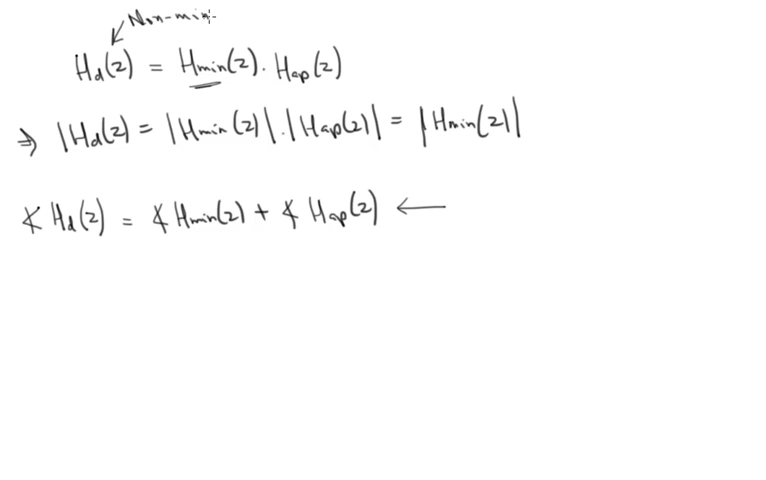 Non-min.
Hd(z) = Hmin(z). Hap(z)
⇒ |Hd(z) = |Hmin(z)|.|Hap(z)| = |Hmin(z)|
∡ Hd(z) = ∡ Hmin(z) + ∡ Hap(z) ←